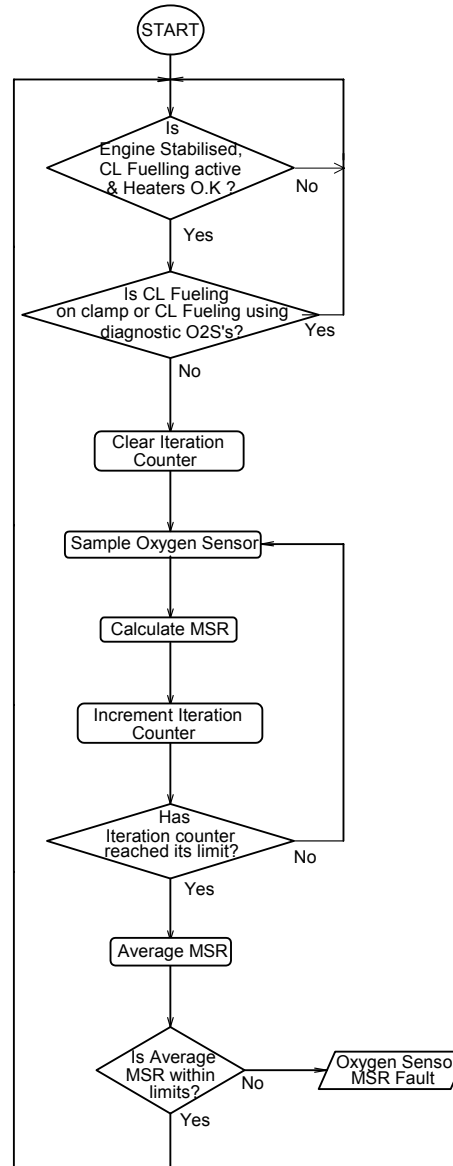 START
Is
Engine Stabilised,
CL Fuelling active
& Heaters O.K ?
No
Yes
Is CL Fueling
on clamp or CL Fueling using
diagnostic O2S's?
Yes
No
Clear Iteration
Counter
Sample Oxygen Sensor
Calculate MSR
Increment Iteration
Counter
Has
Iteration counter
reached its limit?
No
Yes
Average MSR
Is Average
MSR within
limits?
No
Oxygen Sensor
MSR Fault
Yes